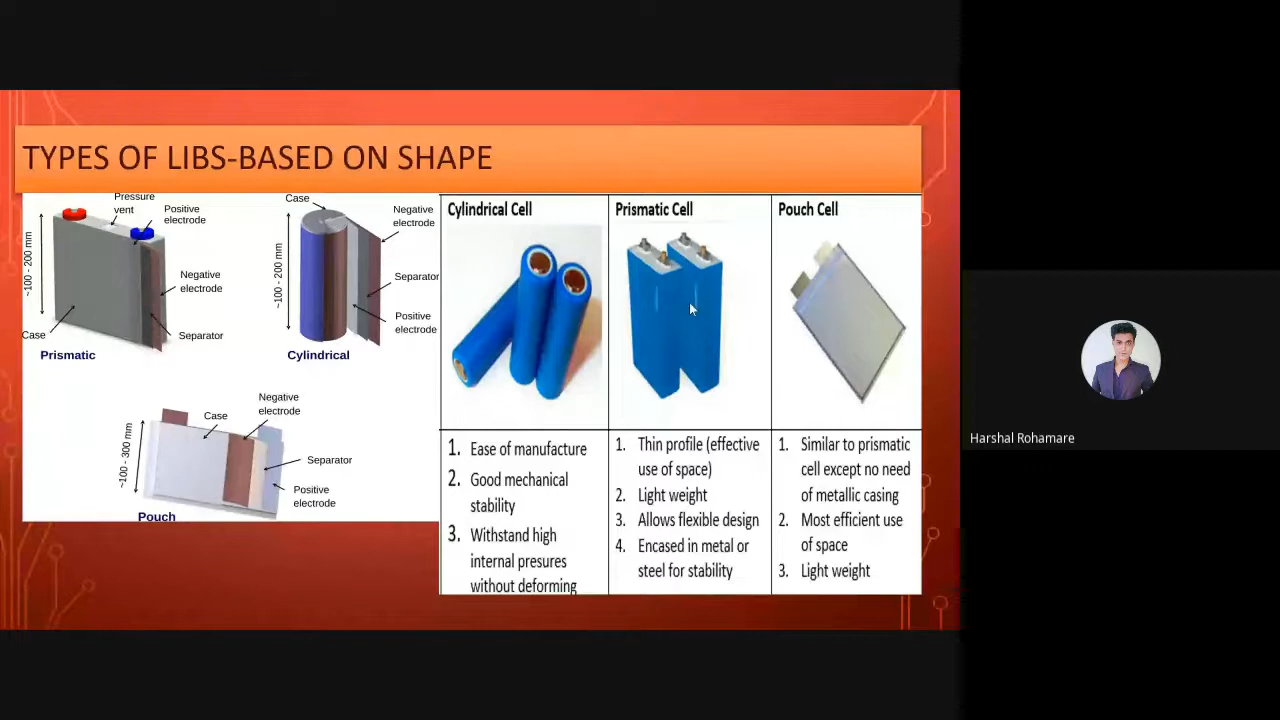 TYPES OF LIBS-BASED ON SHAPE
Pressure
vent
Positive
electrode
~100 - 200 mm
Negative
electrode
Case
Separator
Prismatic
Case
Negative
electrode
~100 - 200 mm
Separator
Positive
electrode
Cylindrical
Negative
electrode
Case
~100 - 300 mm
Separator
Positive
electrode
Pouch
Cylindrical Cell
1. Ease of manufacture
2. Good mechanical
stability
3. Withstand high
internal presures
without deforming
Prismatic Cell
1. Thin profile (effective
use of space)
2. Light weight
3. Allows flexible design
4. Encased in metal or
steel for stability
Pouch Cell
1. Similar to prismatic
cell except no need
of metallic casing
2. Most efficient use
of space
3. Light weight
Harshal Rohamare